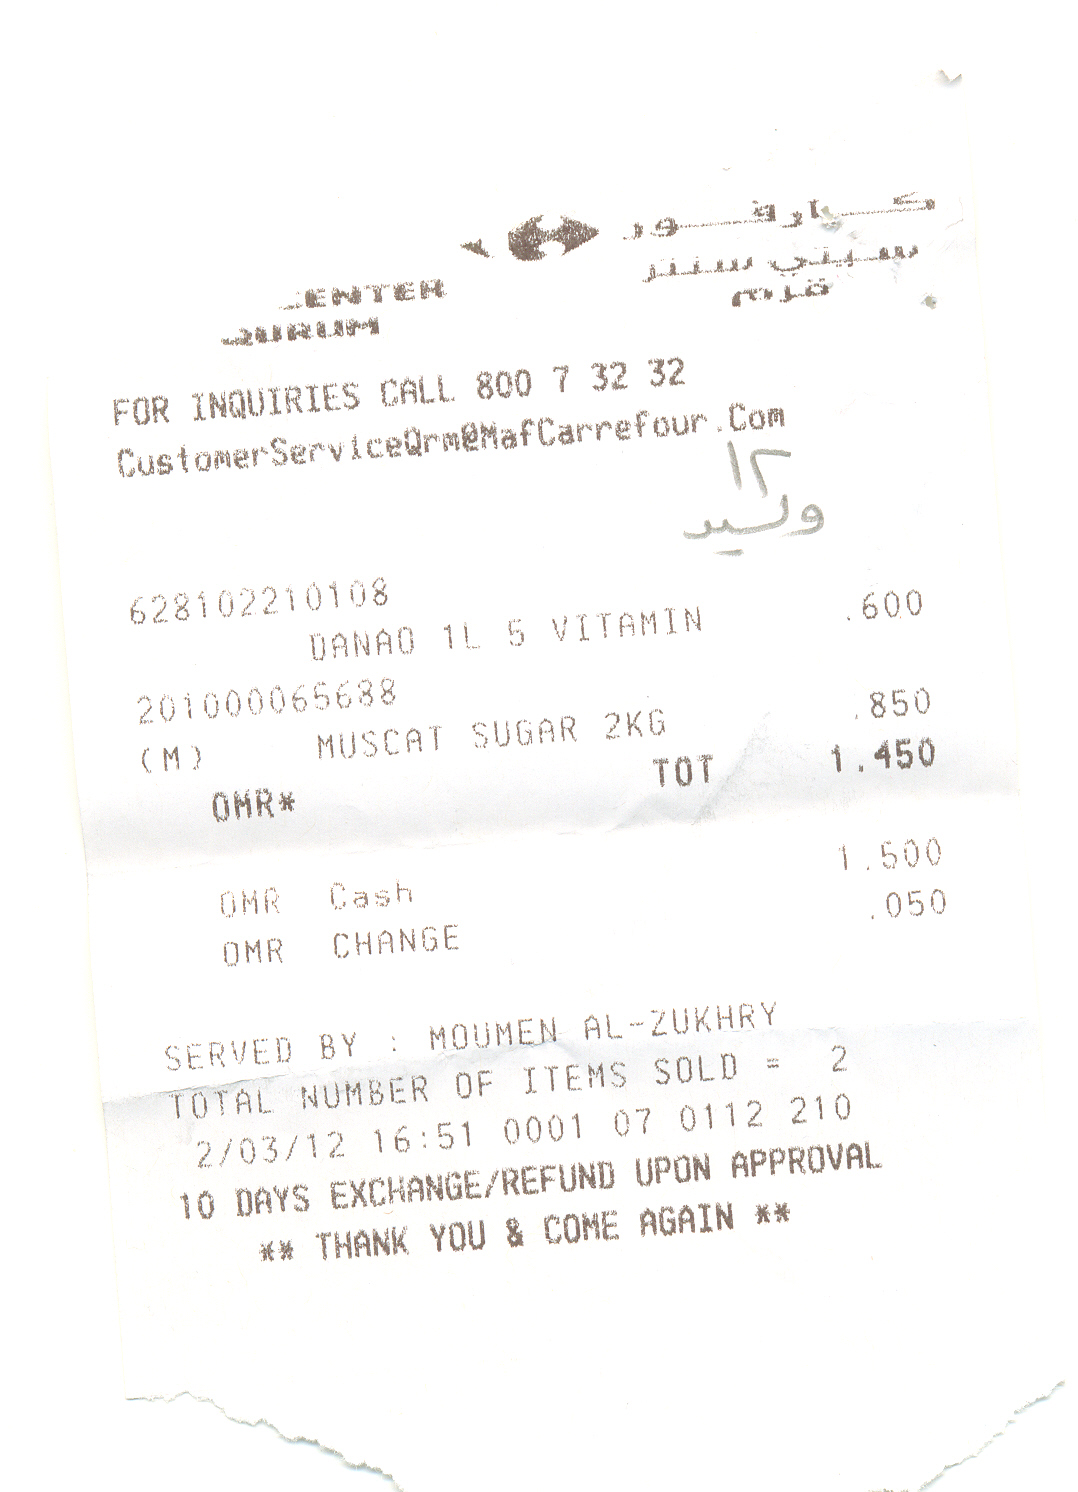 كارفور
سيتي سنتر
قرم
CENTER
QURUM
FOR INQUIRIES CALL 800 7 32 32
CustomerServiceQrm@MafCarrefour.Com
١٢
وليد
628102210108
DANAO 1L 5 VITAMIN .600
201000065688
(M) MUSCAT SUGAR 2KG .850
OMR* TOT 1.450
OMR Cash 1.500
OMR CHANGE .050
SERVED BY : MOUMEN AL-ZUKHRY
TOTAL NUMBER OF ITEMS SOLD = 2
2/03/12 16:51 0001 07 0112 210
10 DAYS EXCHANGE/REFUND UPON APPROVAL
** THANK YOU & COME AGAIN **